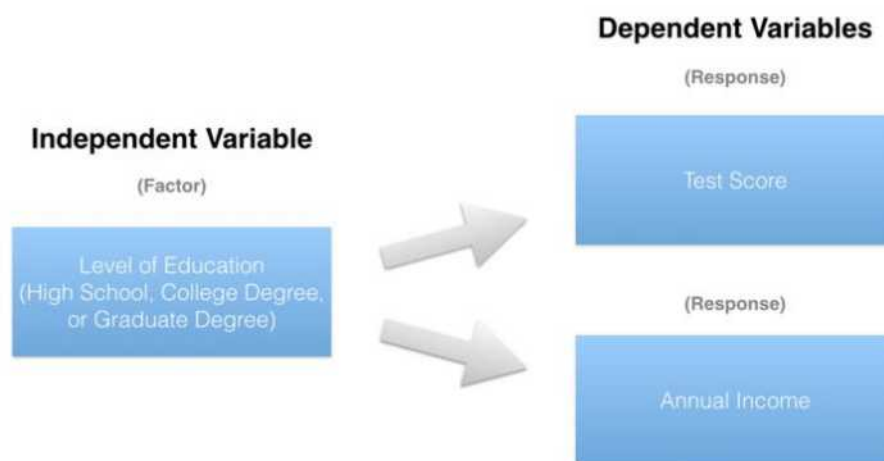 Independent Variable
(Factor)
Level of Education
(High School, College Degree,
or Graduate Degree)
Dependent Variables
(Response)
Test Score
(Response)
Annual Income